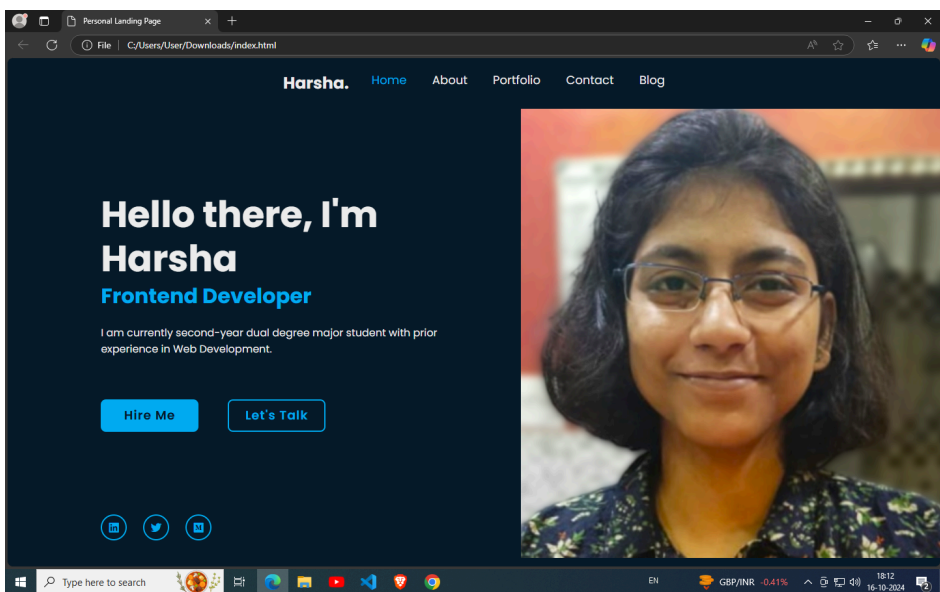 Personal Landing Page
File C:/Users/User/Downloads/index.html
Harsha. Home About Portfolio Contact Blog
Hello there, I'm
Harsha
Frontend Developer
I am currently second-year dual degree major student with prior
experience in Web Development.
Hire Me Let's Talk
in M
Type here to search EN GBP/INR -0.41% 18:12
16-10-2024
2